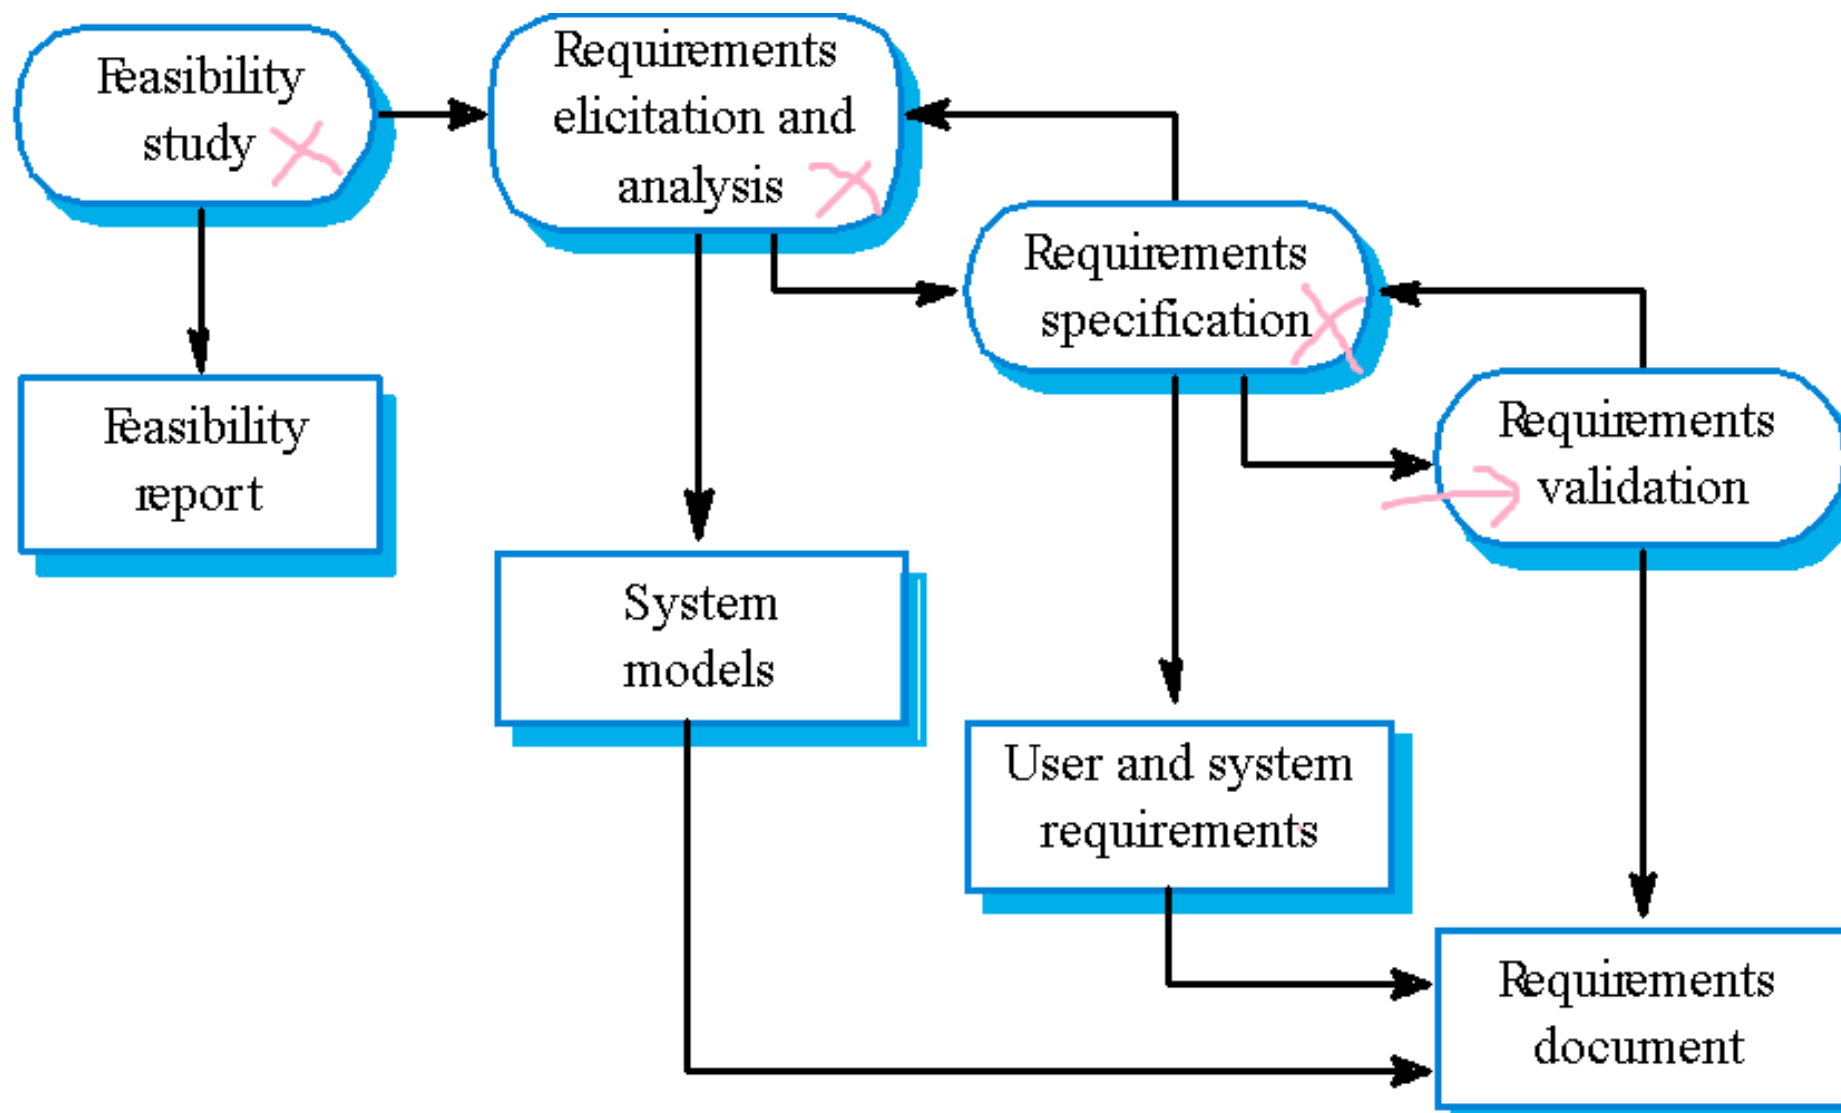 Feasibility
study
Requirements
elicitation and
analysis
Requirements
specification
Requirements
validation
Feasibility
report
System
models
User and system
requirements
Requirements
document